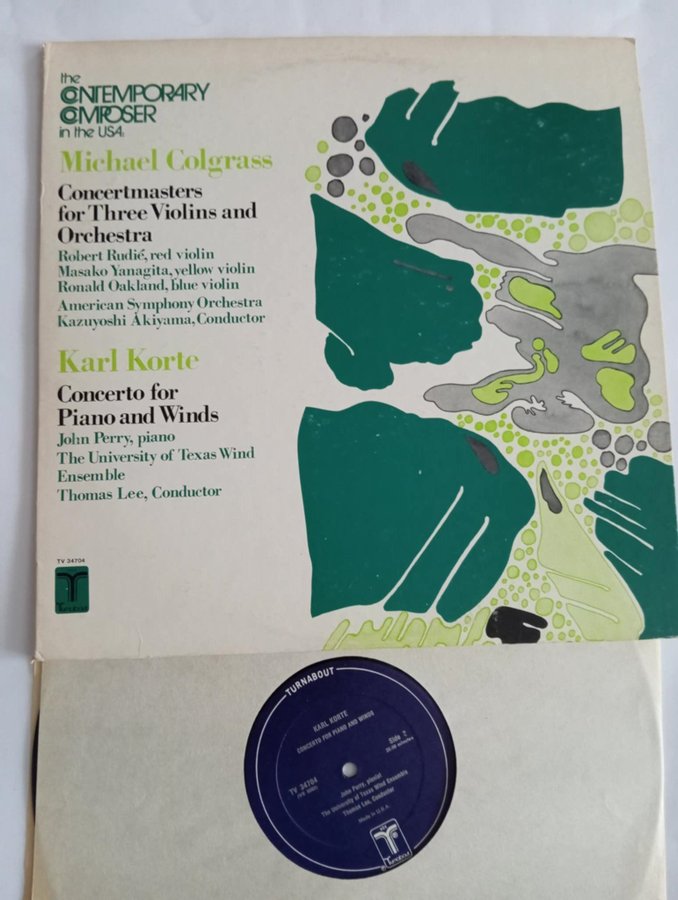 the
CONTEMPORARY
COMPOSER
in the USA:
Michael Colgrass
Concertmasters
for Three Violins and
Orchestra
Robert Rudié, red violin
Masako Yanagita, yellow violin
Ronald Oakland, blue violin
American Symphony Orchestra
Kazuyoshi Akiyama, Conductor
Karl Korte
Concerto for
Piano and Winds
John Perry, piano
The University of Texas Wind
Ensemble
Thomas Lee, Conductor
TV 34704
Turnabout
TURNABOUT
KARL KORTE
CONCERTO FOR PIANO AND WINDS
Side 2
minutes
TV 34704
John Perry, pianist
The University of Texas Wind Ensemble
Thomas Lee, Conductor
Made in U.S.A.
Turnabout